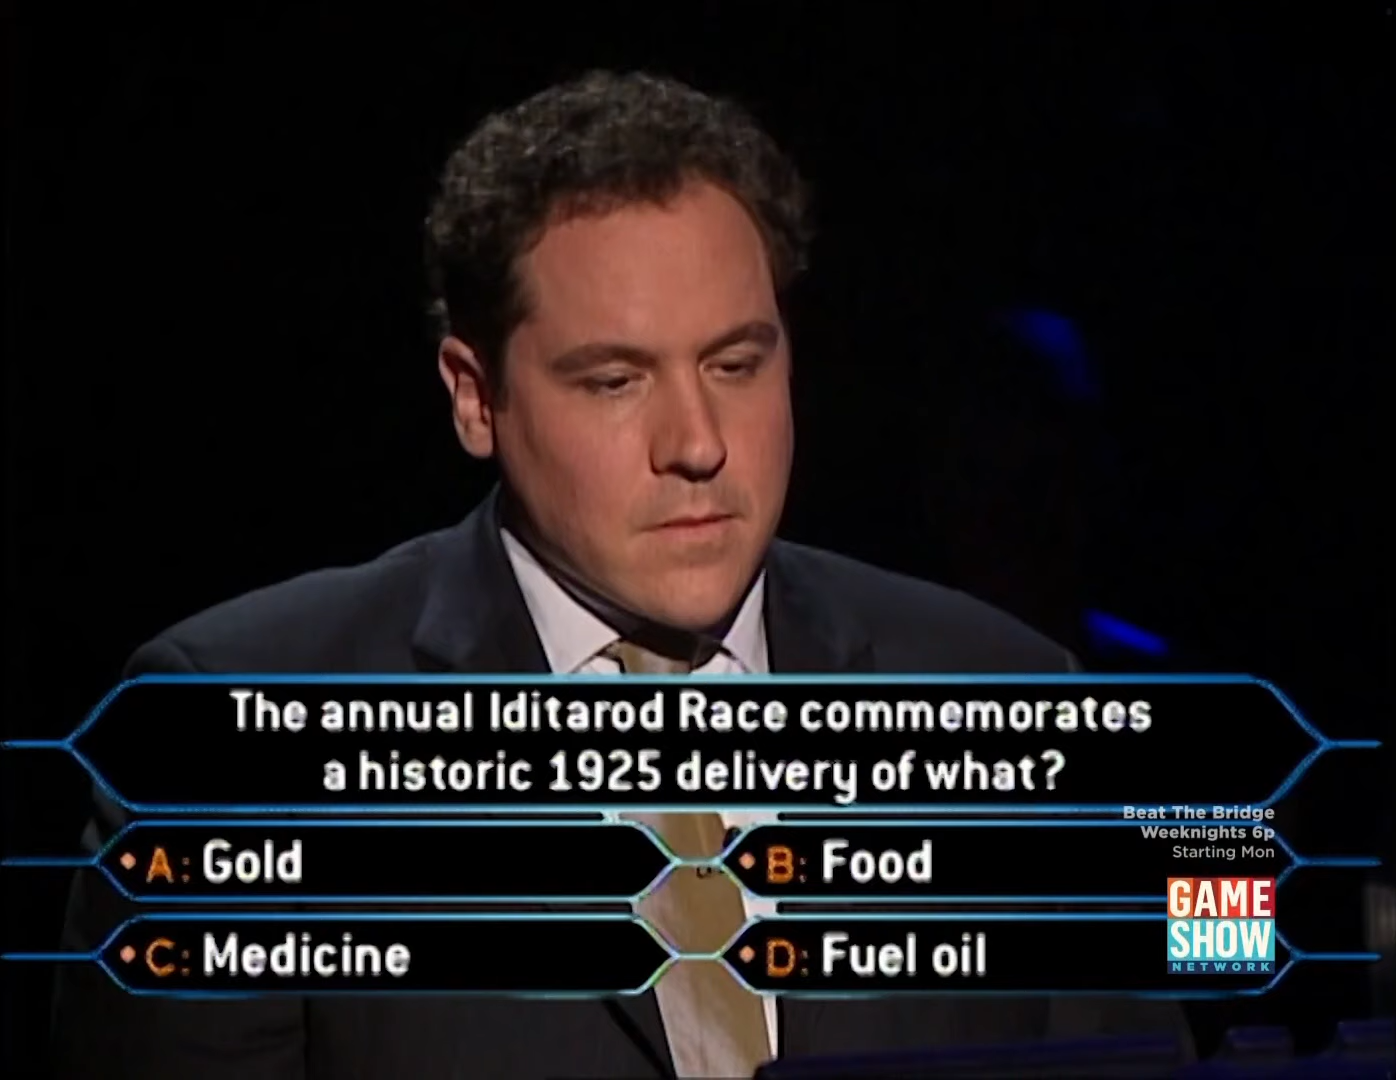 The annual Iditarod Race commemorates
a historic 1925 delivery of what?
A: Gold
B: Food
C: Medicine
D: Fuel oil
Beat The Bridge
Weeknights 6p
Starting Mon
GAME
SHOW
NETWORK